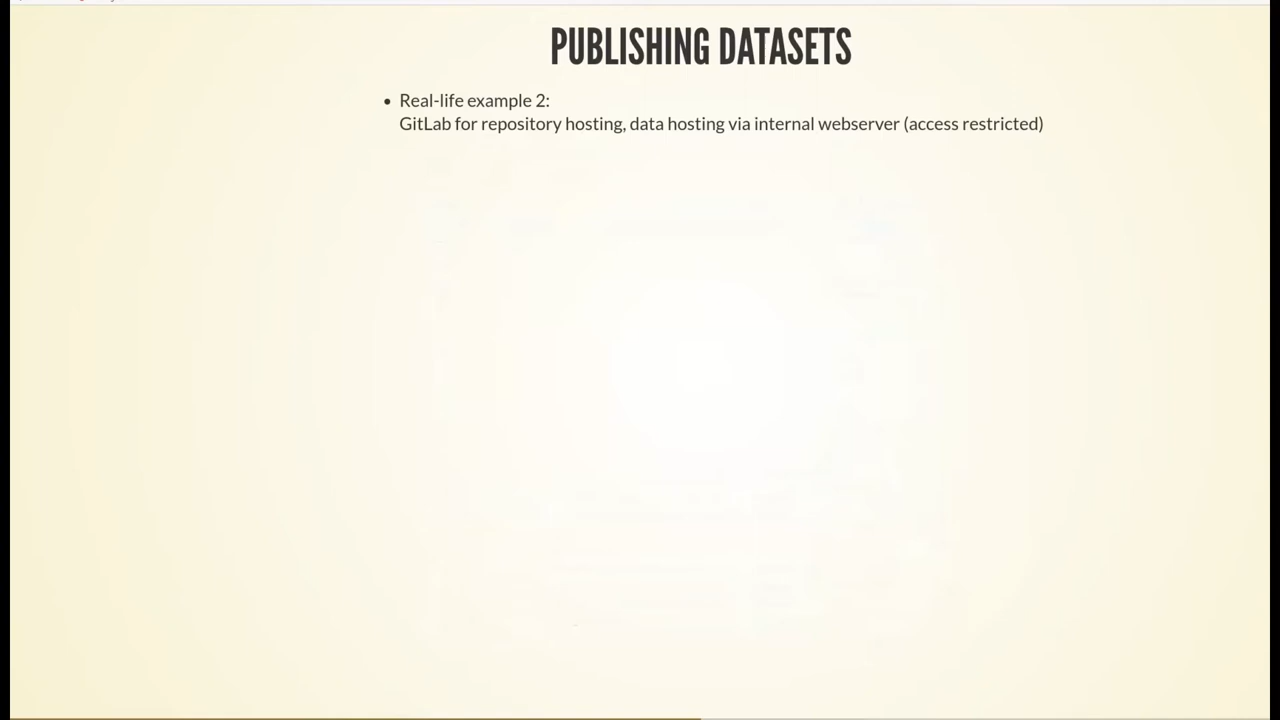 PUBLISHING DATASETS
• Real-life example 2:
GitLab for repository hosting, data hosting via internal webserver (access restricted)